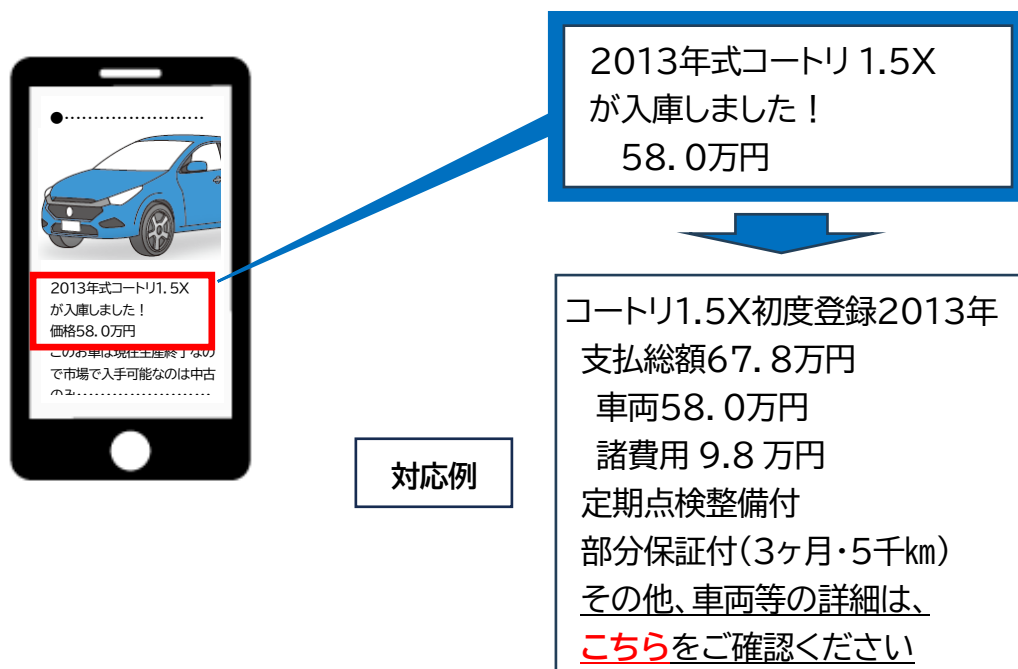 ●‥‥‥‥‥‥‥‥
2013年式コートリ1.5X
が入庫しました！
価格58.0万円
このお車は現在生産終了なの
で市場で入手可能なのは中古
のみ‥‥‥‥‥‥‥‥
2013年式コートリ 1.5X
が入庫しました！
58.0万円
対応例
コートリ1.5X初度登録2013年
支払総額67.8万円
車両58.0万円
諸費用 9.8 万円
定期点検整備付
部分保証付(3ヶ月・5千㎞)
その他、車両等の詳細は、
こちらをご確認ください